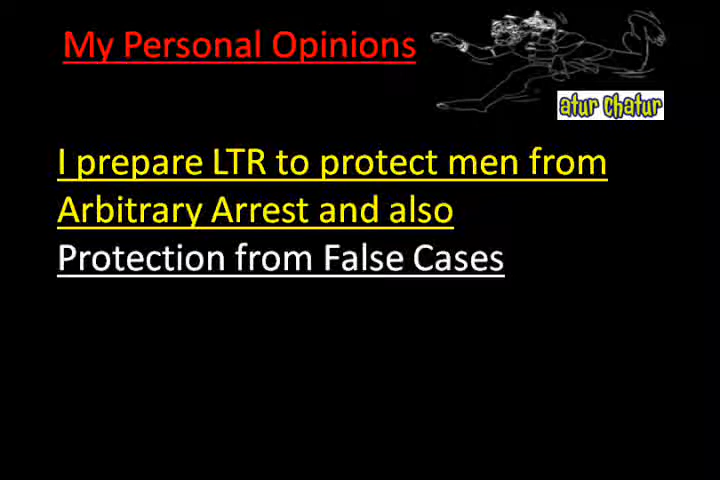 My Personal Opinions
atur chatur
I prepare LTR to protect men from
Arbitrary Arrest and also
Protection from False Cases